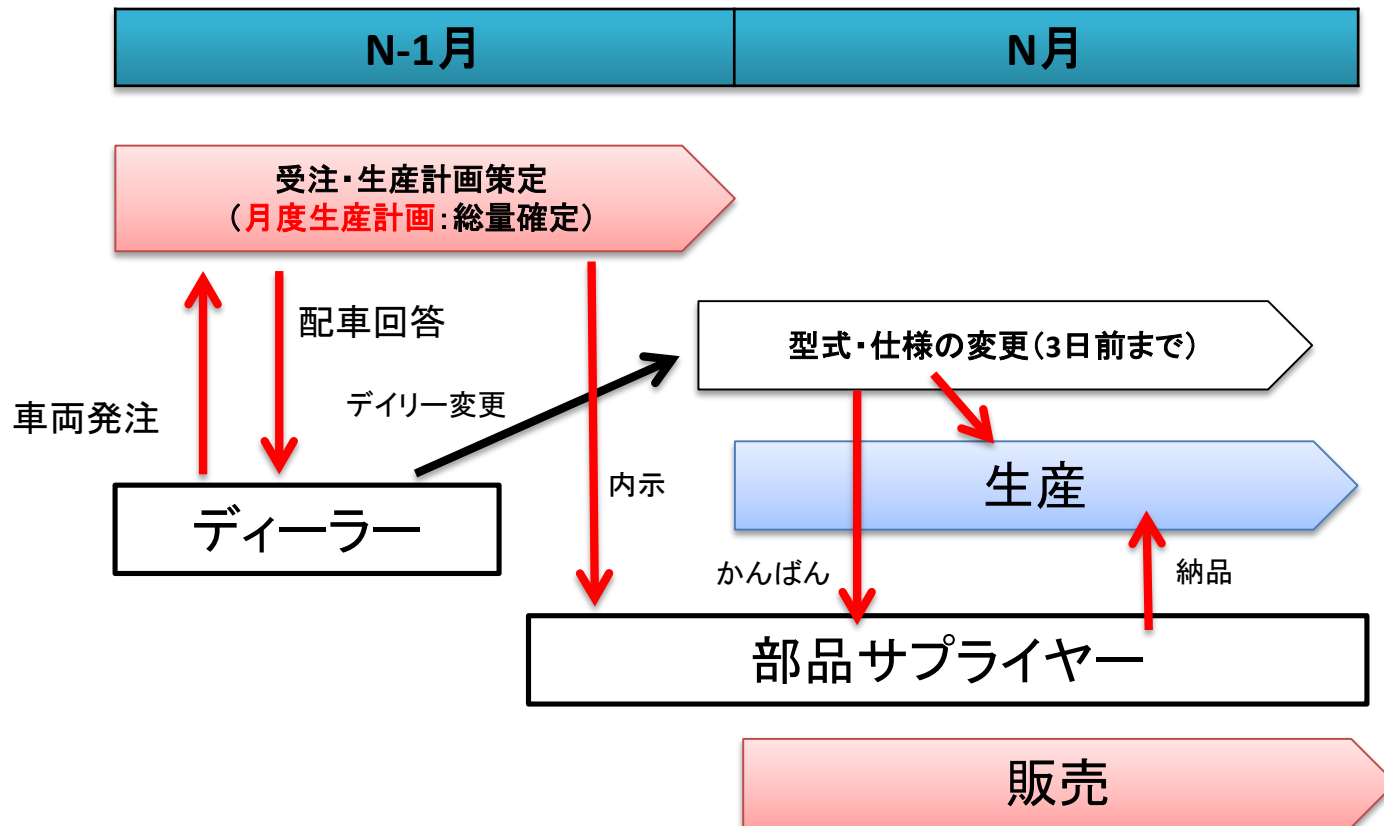 N-1月
N月
受注・生産計画策定
（月度生産計画：総量確定）
配車回答
型式・仕様の変更（3日前まで）
デイリー変更
車両発注
内示
生産
ディーラー
かんばん
納品
部品サプライヤー
販売